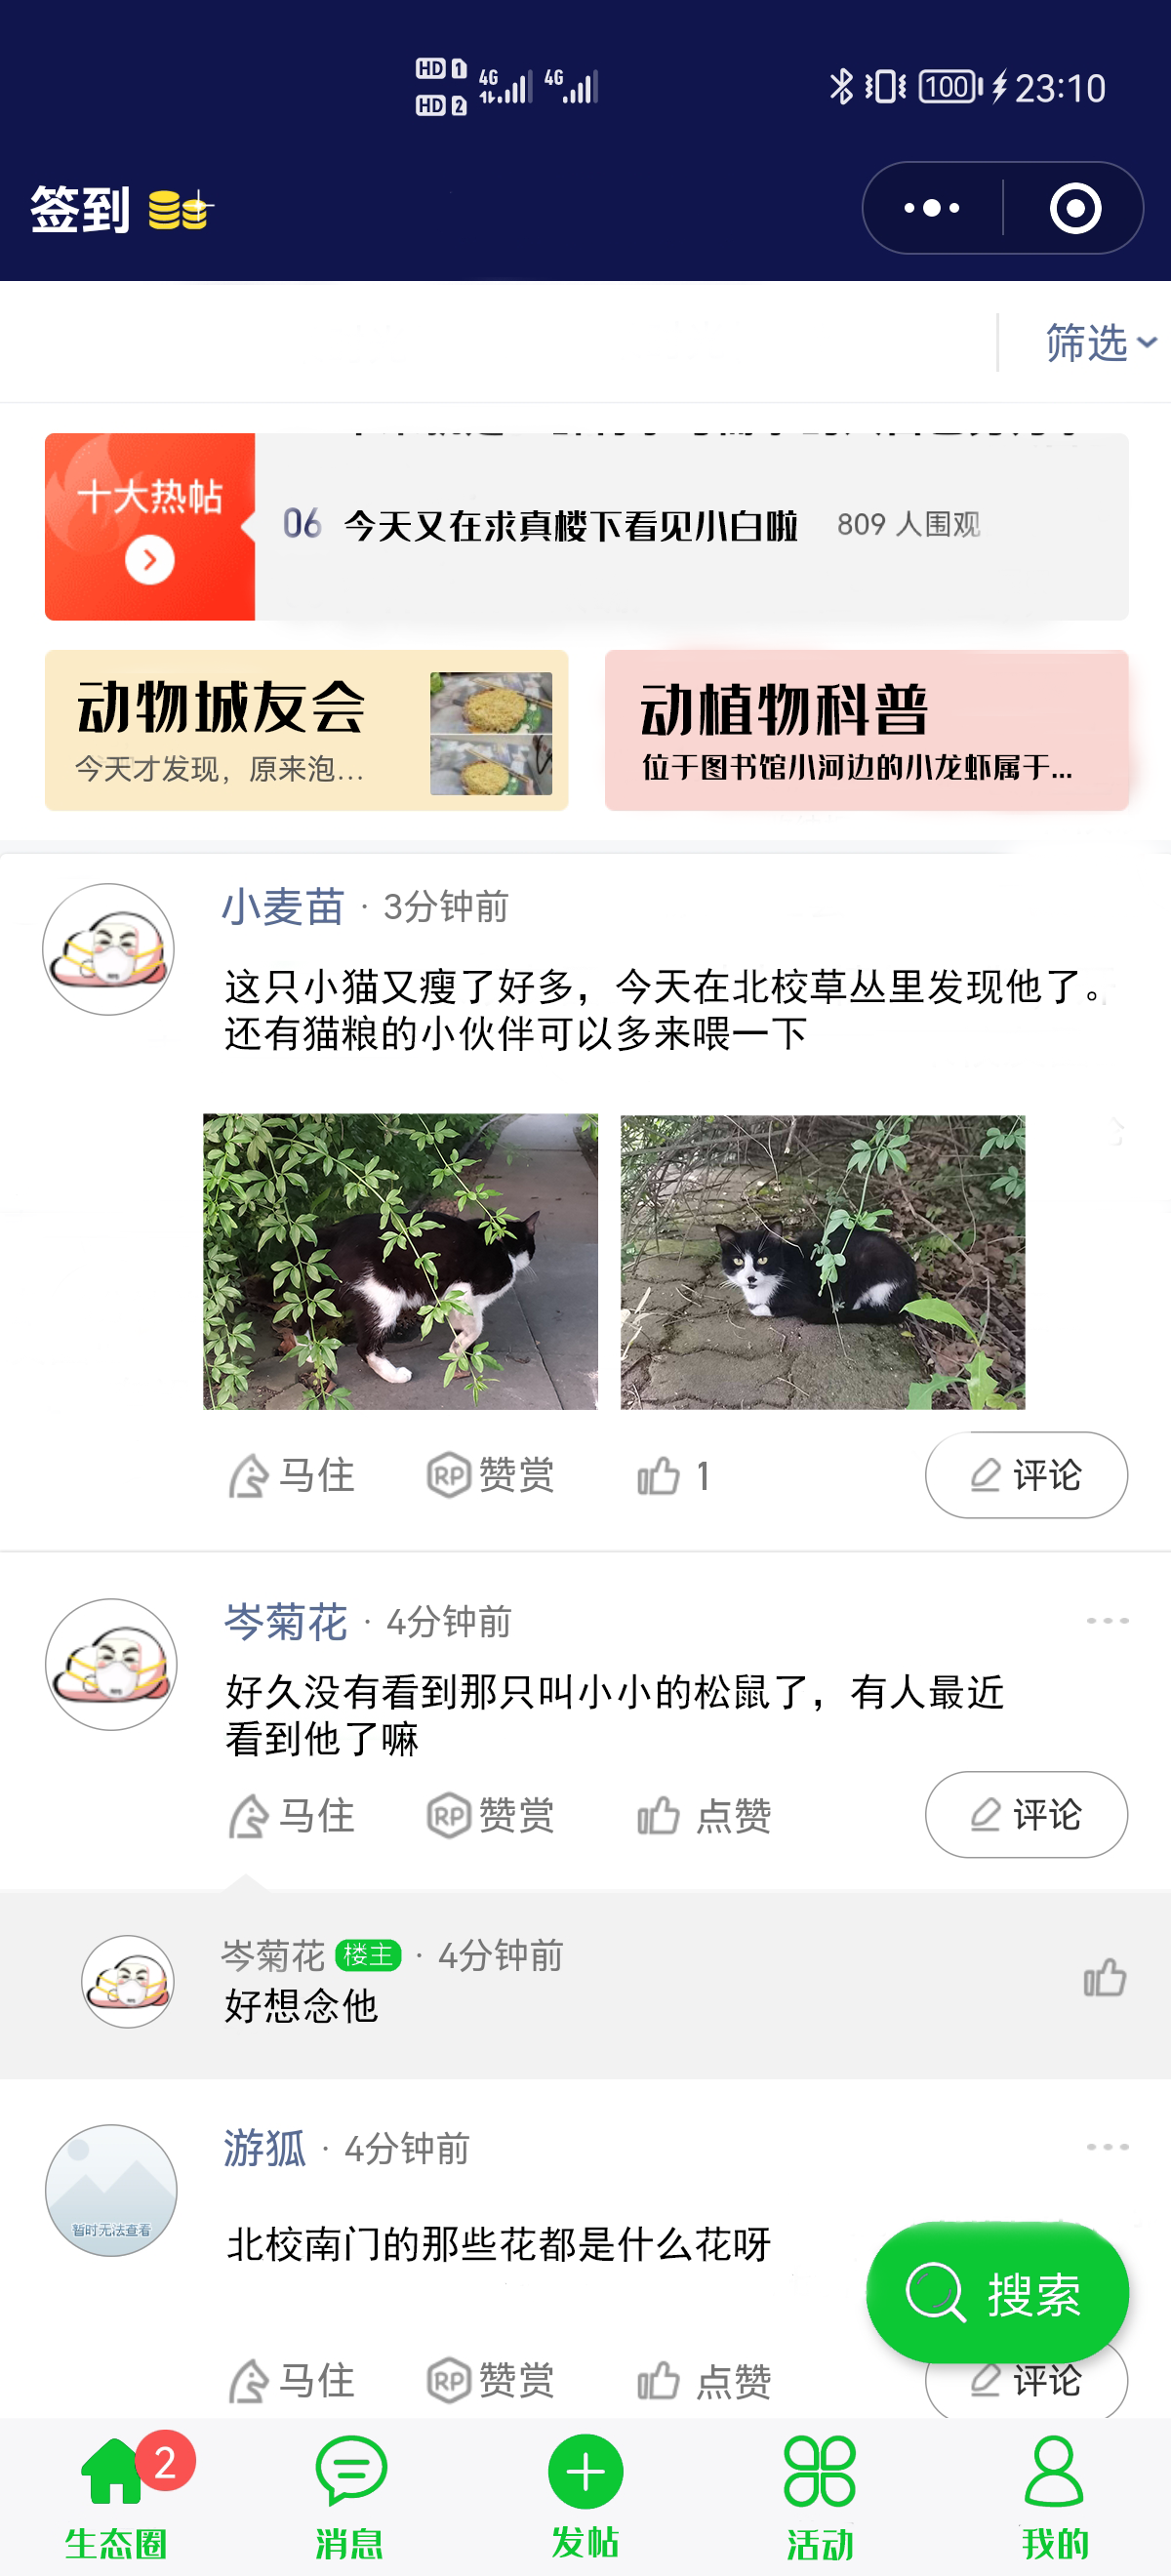 HD 1 4G 4G 100 23:10
HD 2
签到
筛选
十大热帖
06 今天又在求真楼下看见小白啦 809 人围观
动物城友会
今天才发现，原来泡...
动植物科普
位于图书馆小河边的小龙虾属于...
小麦苗 · 3分钟前
这只小猫又瘦了好多，今天在北校草丛里发现他了。
还有猫粮的小伙伴可以多来喂一下
马住 RP 赞赏 1 评论
岑菊花 · 4分钟前
好久没有看到那只叫小小的松鼠了，有人最近
看到他了嘛
马住 RP 赞赏 点赞 评论
岑菊花 楼主 · 4分钟前
好想念他
游狐 · 4分钟前
暂时无法查看
北校南门的那些花都是什么花呀
搜索
马住 RP 赞赏 点赞 评论
2
生态圈 消息 发帖 活动 我的